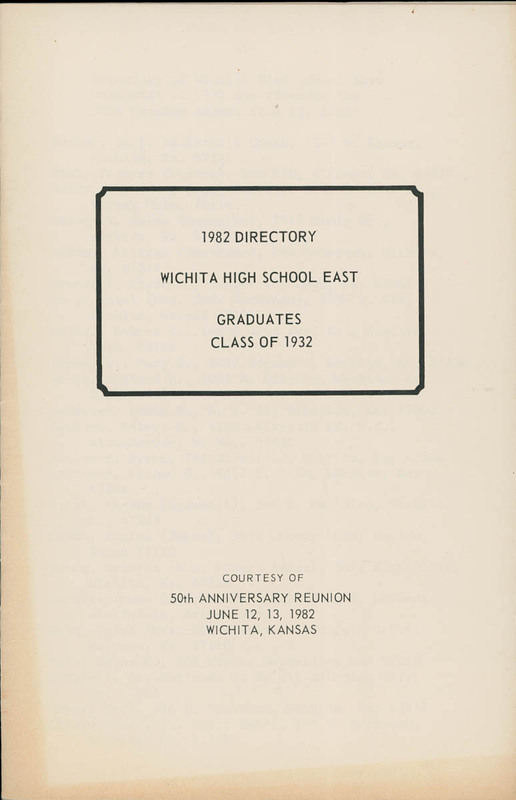 1982 DIRECTORY
WICHITA HIGH SCHOOL EAST
GRADUATES
CLASS OF 1932
COURTESY OF
50th ANNIVERSARY REUNION
JUNE 12, 13, 1982
WICHITA, KANSAS